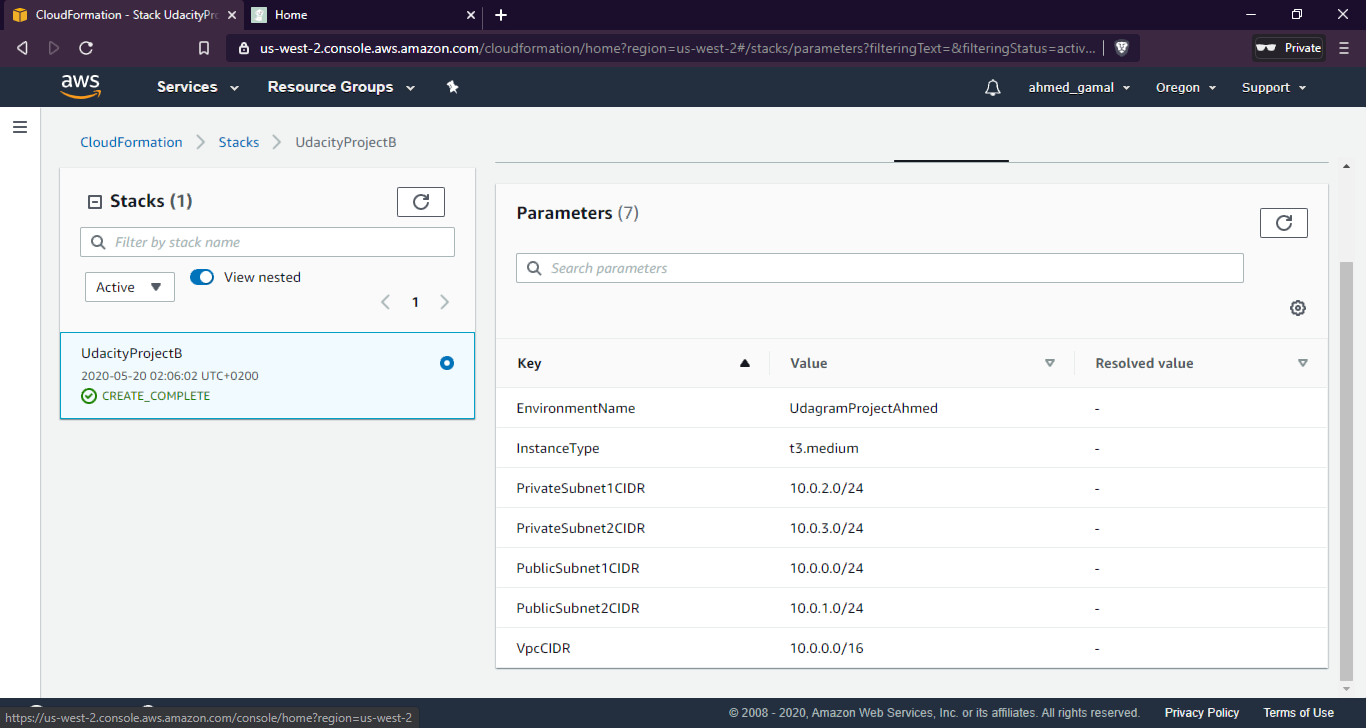 CloudFormation - Stack UdacityPro
Home
us-west-2.console.aws.amazon.com/cloudformation/home?region=us-west-2#/stacks/parameters?filteringText=&filteringStatus=activ...
Private
aws
Services
Resource Groups
ahmed_gamal
Oregon
Support
CloudFormation
Stacks
UdacityProjectB
Stacks (1)
Filter by stack name
Active
View nested
1
UdacityProjectB
2020-05-20 02:06:02 UTC+0200
CREATE_COMPLETE
Parameters (7)
Search parameters
Key Value Resolved value
EnvironmentName UdagramProjectAhmed -
InstanceType t3.medium -
PrivateSubnet1CIDR 10.0.2.0/24 -
PrivateSubnet2CIDR 10.0.3.0/24 -
PublicSubnet1CIDR 10.0.0.0/24 -
PublicSubnet2CIDR 10.0.1.0/24 -
VpcCIDR 10.0.0.0/16 -
https://us-west-2.console.aws.amazon.com/console/home?region=us-west-2
© 2008 - 2020, Amazon Web Services, Inc. or its affiliates. All rights reserved.
Privacy Policy
Terms of Use